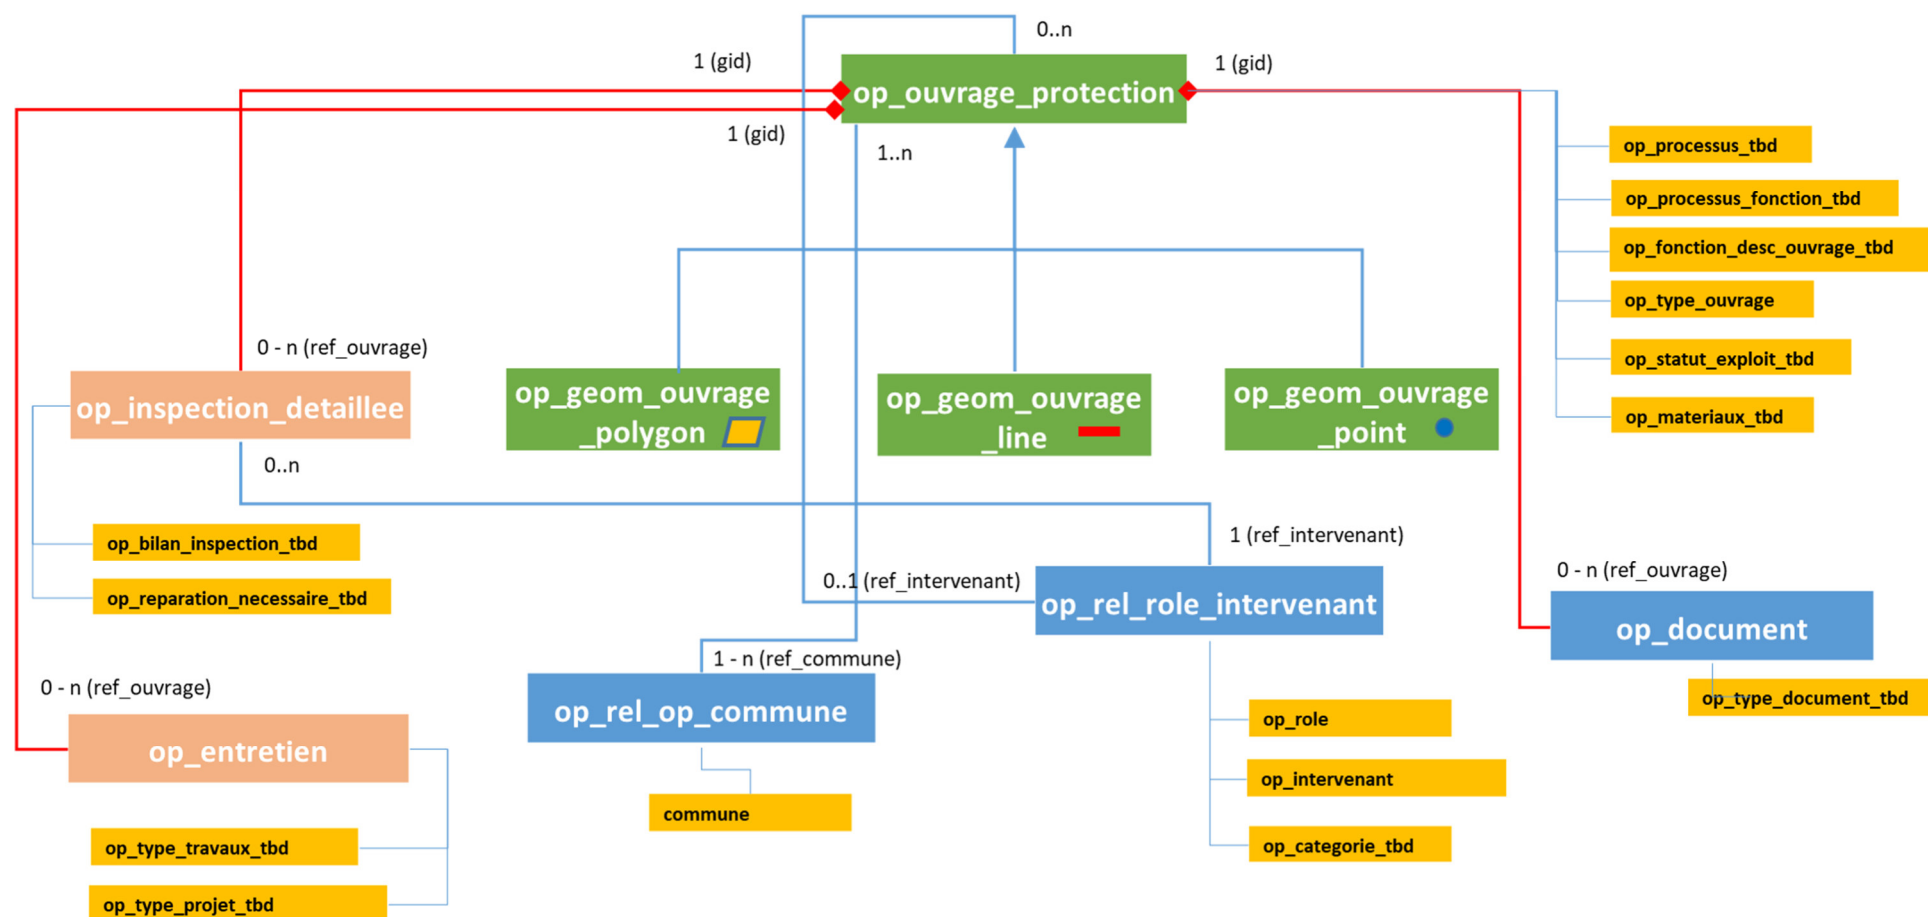 0..n
1 (gid)
1 (gid)
op_ouvrage_protection
1 (gid)
1..n
op_processus_tbd
op_processus_fonction_tbd
op_fonction_desc_ouvrage_tbd
op_type_ouvrage
op_statut_exploit_tbd
op_materiaux_tbd
0 - n (ref_ouvrage)
op_inspection_detaillee
op_geom_ouvrage
_polygon
op_geom_ouvrage
_line
op_geom_ouvrage
_point
0..n
op_bilan_inspection_tbd
op_reparation_necessaire_tbd
1 (ref_intervenant)
0..1 (ref_intervenant)
op_rel_role_intervenant
0 - n (ref_ouvrage)
op_document
op_type_document_tbd
1 - n (ref_commune)
op_rel_op_commune
commune
0 - n (ref_ouvrage)
op_entretien
op_type_travaux_tbd
op_type_projet_tbd
op_role
op_intervenant
op_categorie_tbd